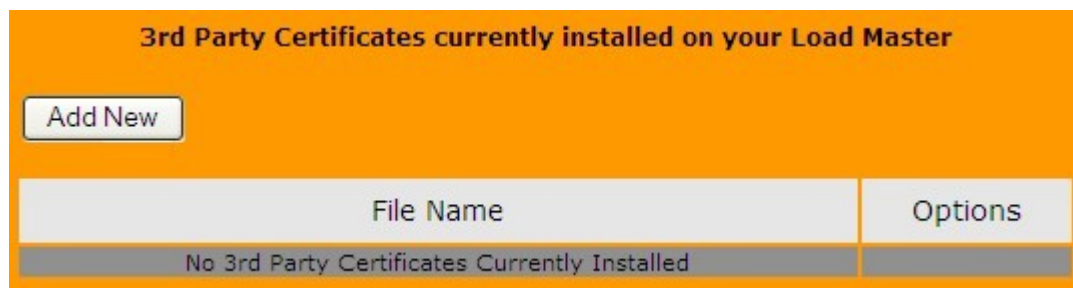 3rd Party Certificates currently installed on your Load Master
Add New
File Name Options
No 3rd Party Certificates Currently Installed